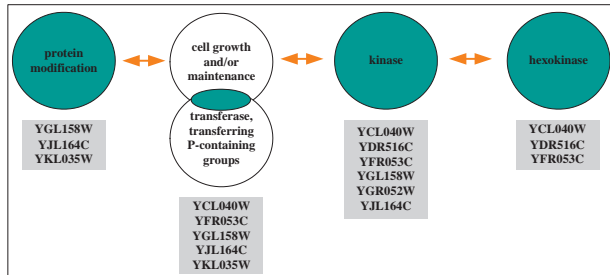 protein
modification
cell growth
and/or
maintenance
transferase,
transferring
P-containing
groups
kinase
hexokinase
YGL158W
YJL164C
YKL035W
YCL040W
YFR053C
YGL158W
YJL164C
YKL035W
YCL040W
YDR516C
YFR053C
YGL158W
YGR052W
YJL164C
YCL040W
YDR516C
YFR053C